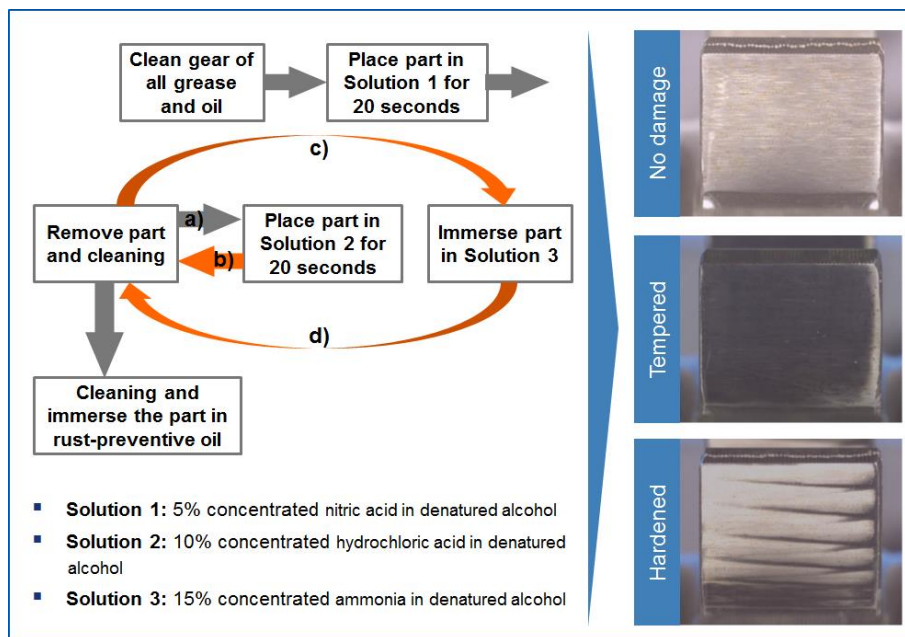 Clean gear of
all grease
and oil
Place part in
Solution 1 for
20 seconds
c)
Remove part
and cleaning
a)
b)
Place part in
Solution 2 for
20 seconds
Immerse part
in Solution 3
d)
Cleaning and
immerse the part in
rust-preventive oil
▪ Solution 1: 5% concentrated nitric acid in denatured alcohol
▪ Solution 2: 10% concentrated hydrochloric acid in denatured
alcohol
▪ Solution 3: 15% concentrated ammonia in denatured alcohol
No damage
Tempered
Hardened